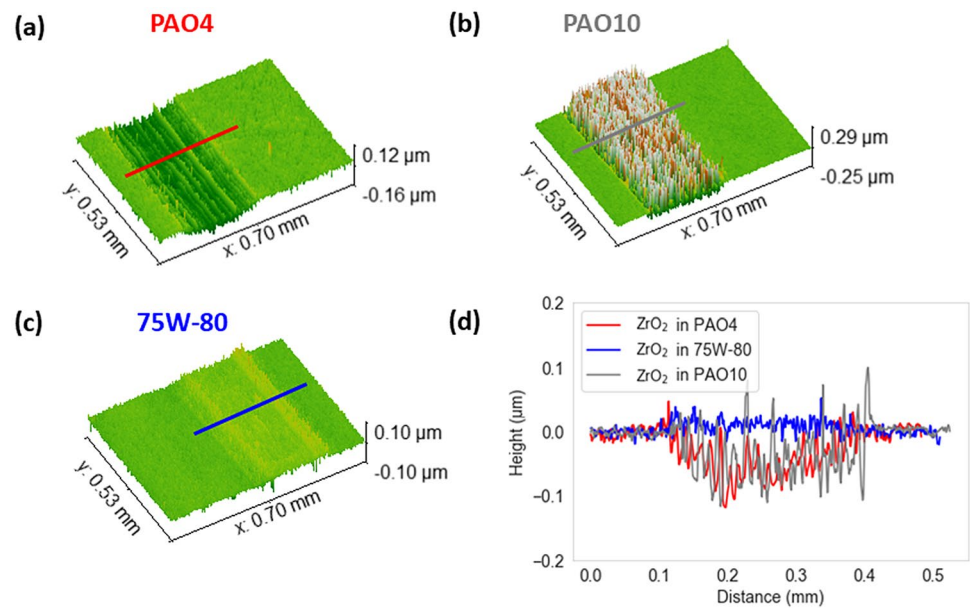 (a) PAO4
0.12 µm
-0.16 µm
y: 0.53 mm
x: 0.70 mm
(b) PAO10
0.29 µm
-0.25 µm
y: 0.53 mm
x: 0.70 mm
(c) 75W-80
0.10 µm
-0.10 µm
y: 0.53 mm
x: 0.70 mm
(d)
ZrO₂ in PAO4
ZrO₂ in 75W-80
ZrO₂ in PAO10
Height (µm)
0.2
0.1
0.0
−0.1
−0.2
0.0 0.1 0.2 0.3 0.4 0.5
Distance (mm)